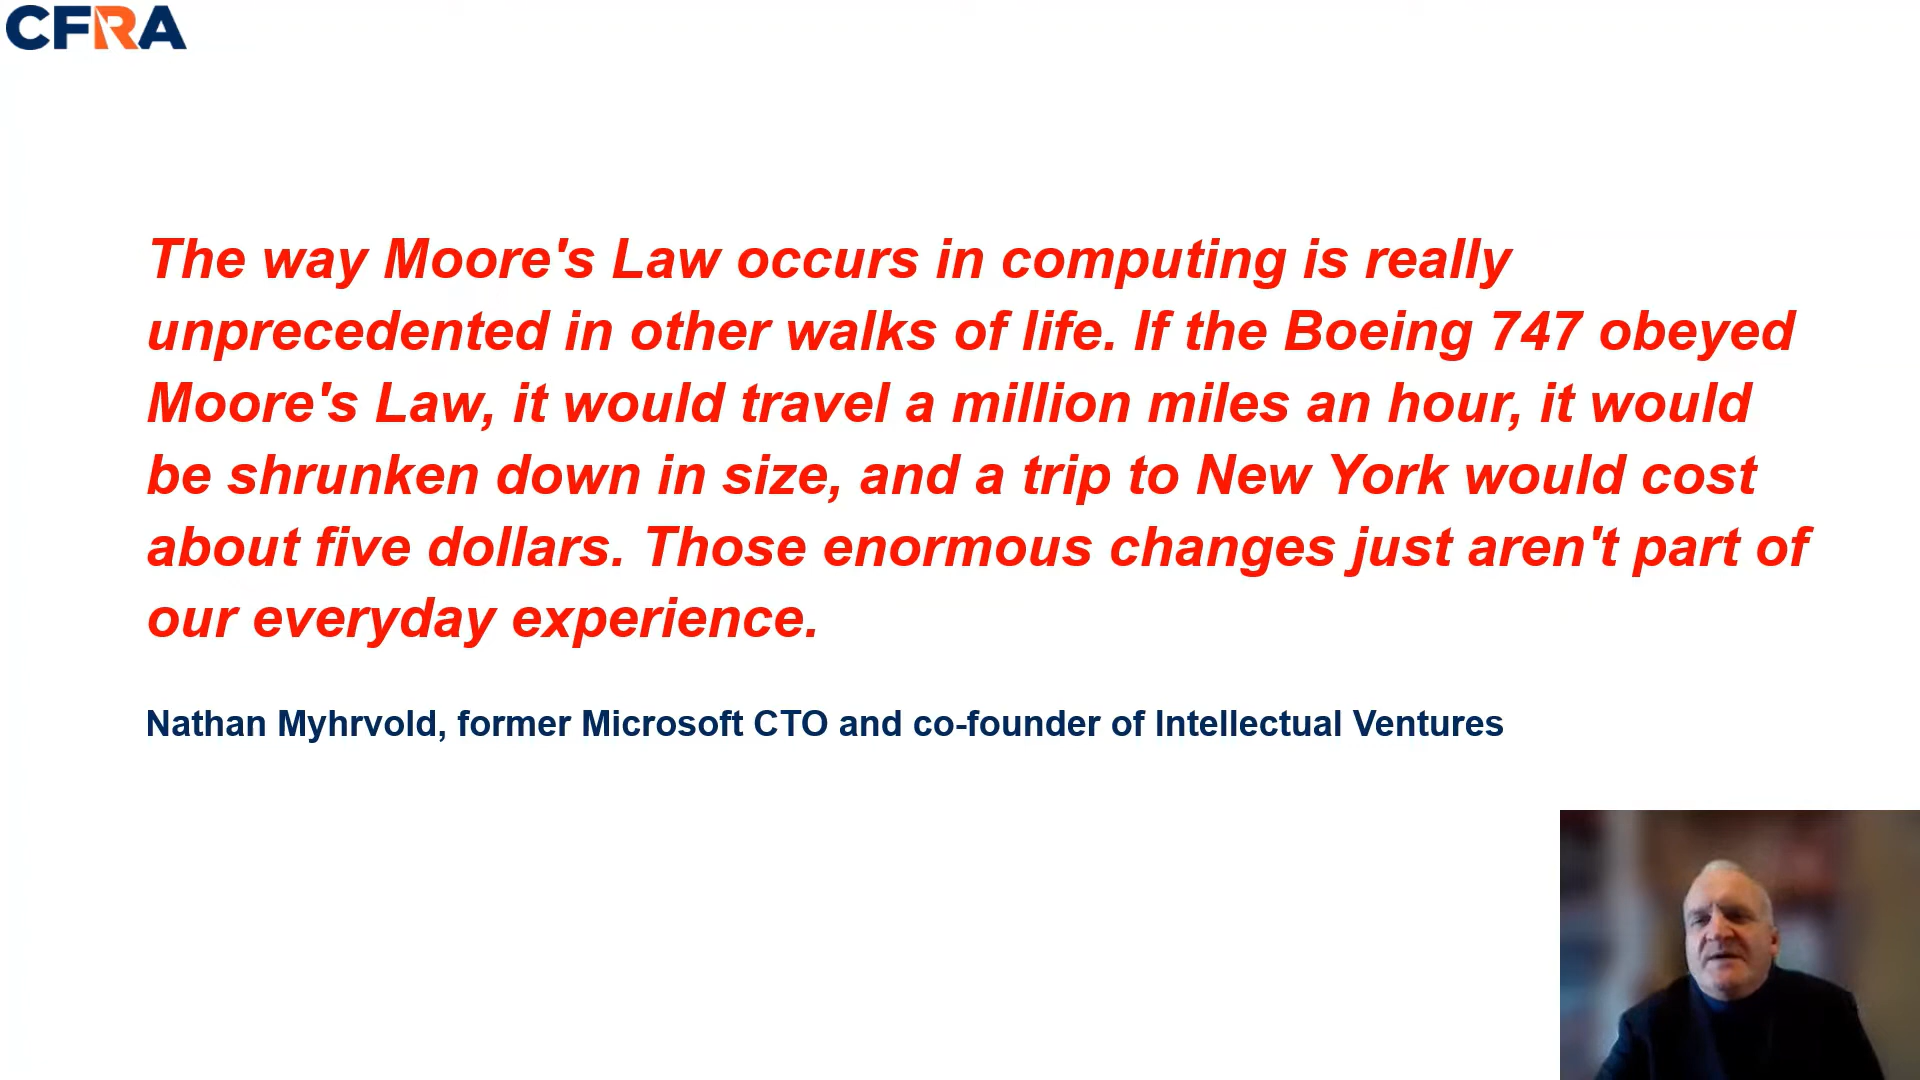 CFRA
The way Moore's Law occurs in computing is really
unprecedented in other walks of life. If the Boeing 747 obeyed
Moore's Law, it would travel a million miles an hour, it would
be shrunken down in size, and a trip to New York would cost
about five dollars. Those enormous changes just aren't part of
our everyday experience.
Nathan Myhrvold, former Microsoft CTO and co-founder of Intellectual Ventures